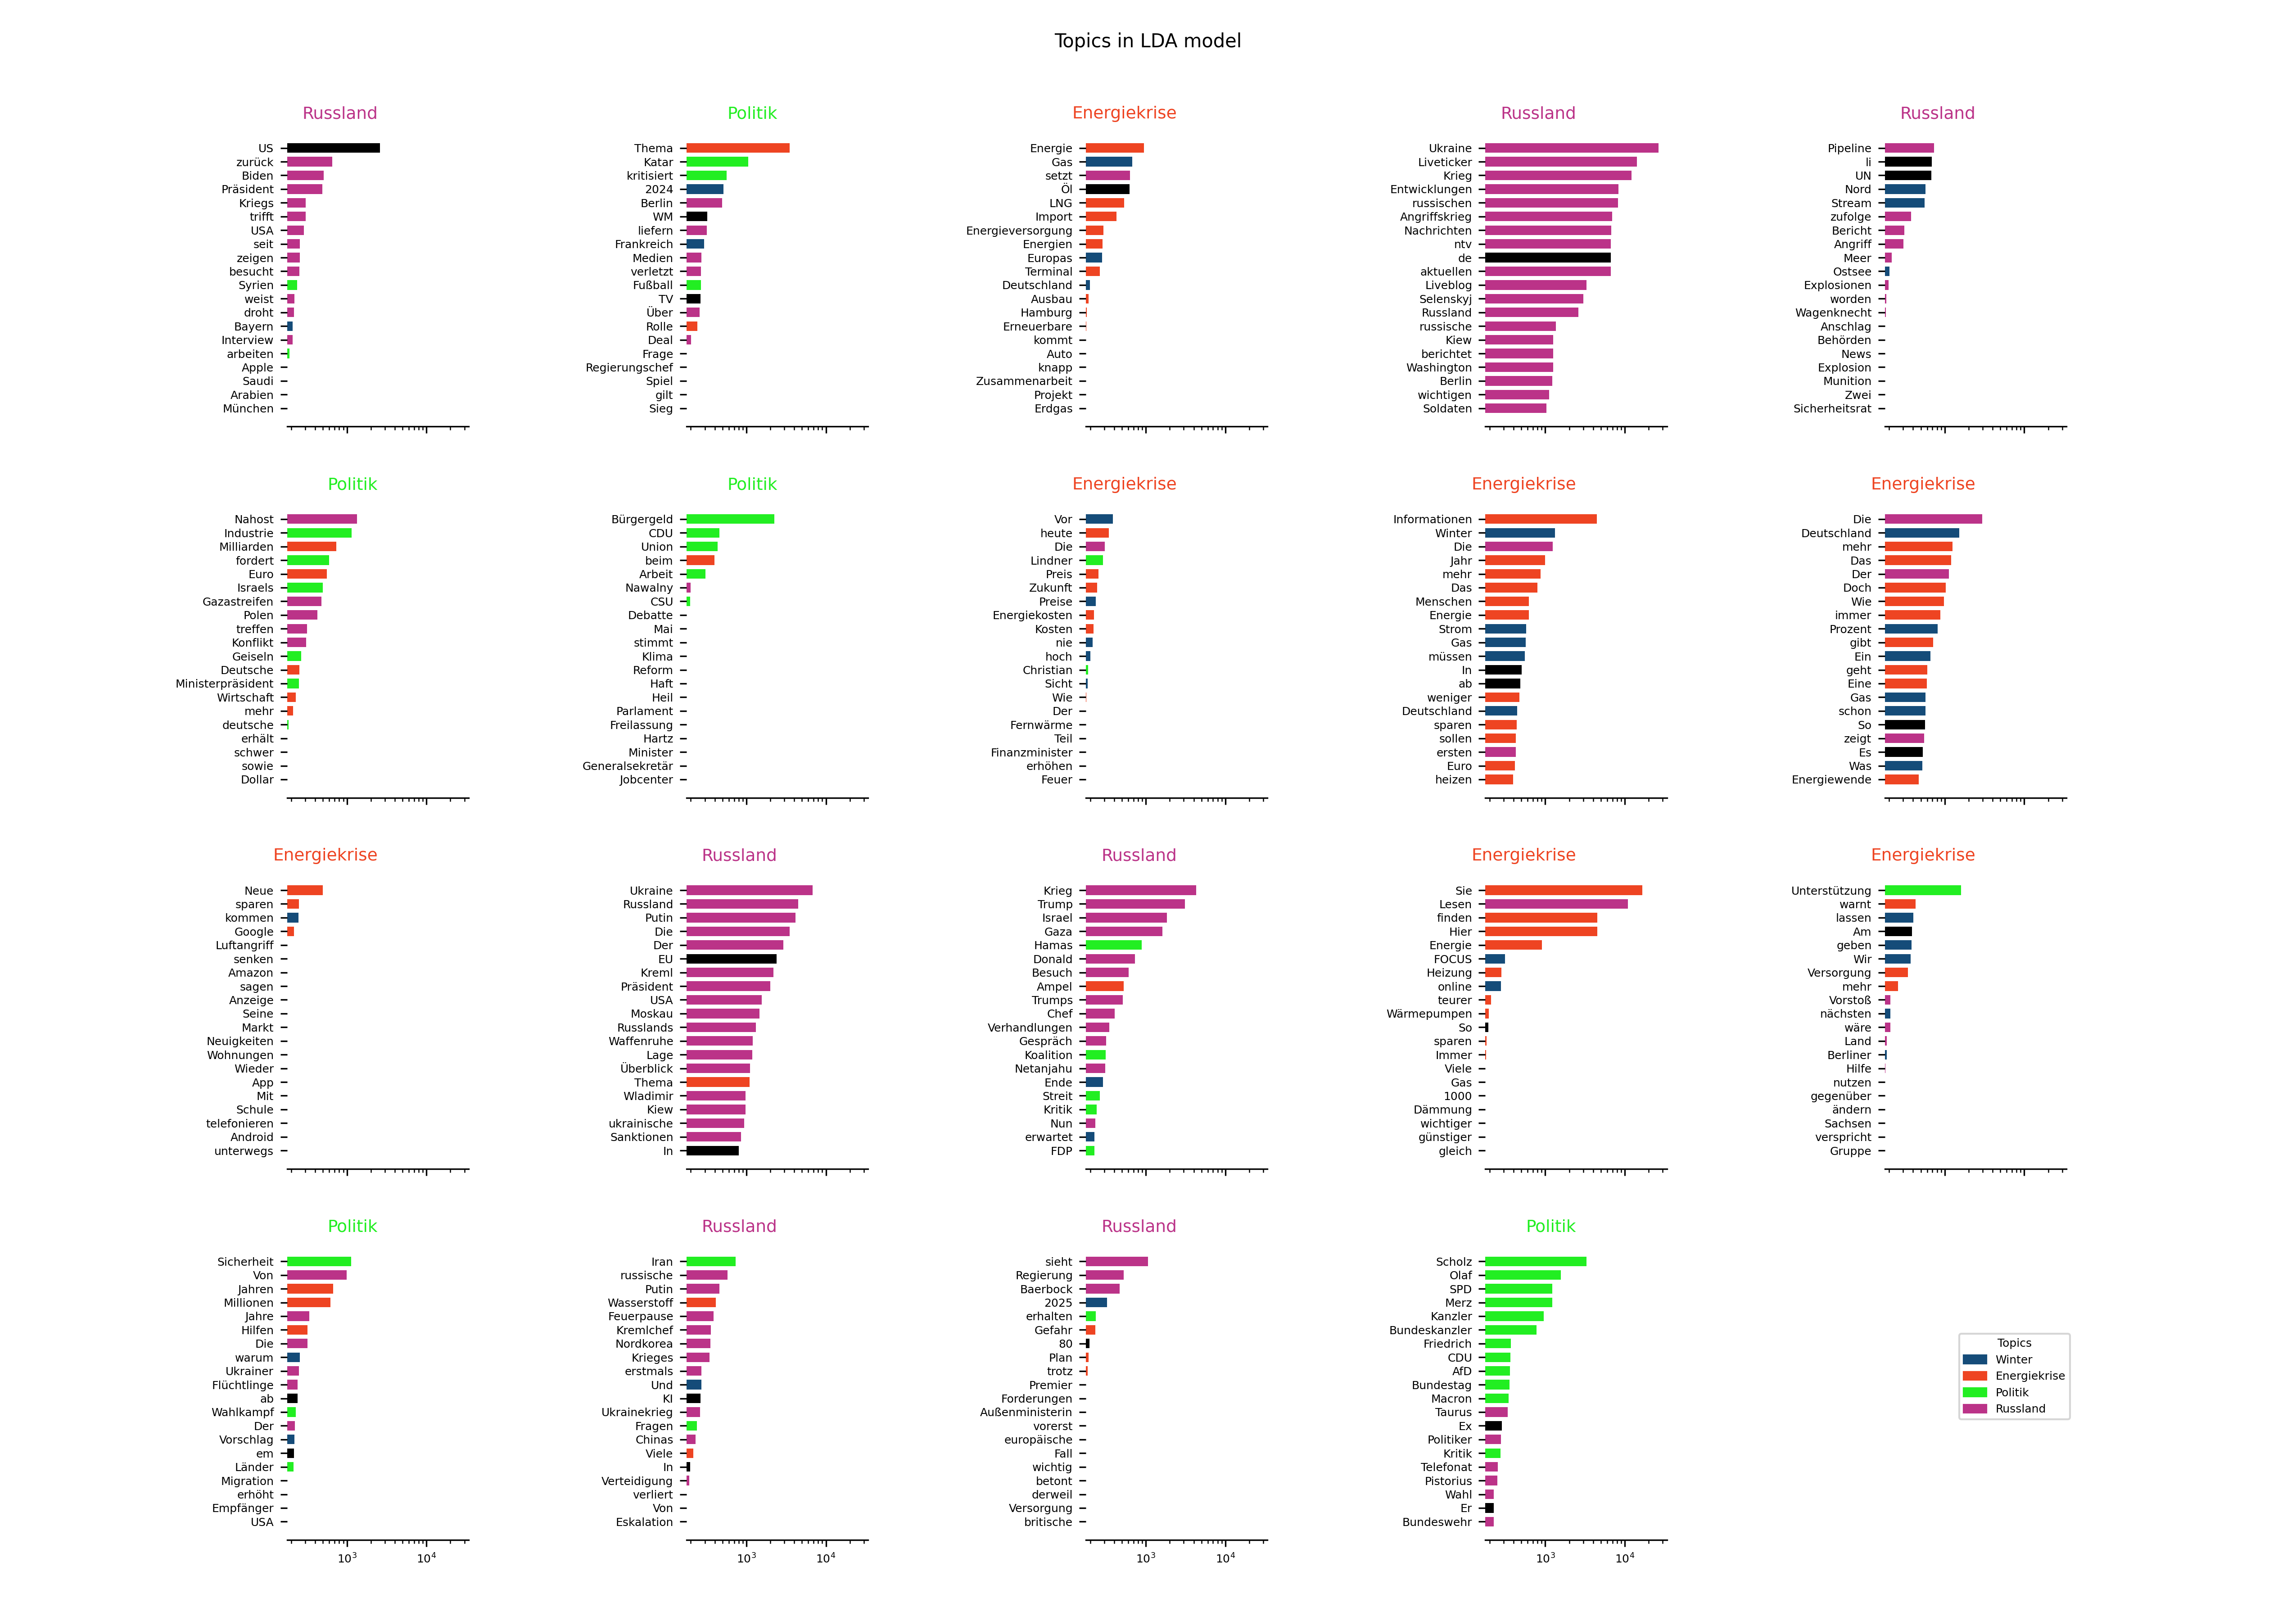 Topics in LDA model
Russland
US
zurück
Biden
Präsident
Kriegs
trifft
USA
seit
zeigen
besucht
Syrien
weist
droht
Bayern
Interview
arbeiten
Apple
Saudi
Arabien
München
Politik
Thema
Katar
kritisiert
2024
Berlin
WM
liefern
Frankreich
Medien
verletzt
Fußball
TV
Über
Rolle
Deal
Frage
Regierungschef
Spiel
gilt
Sieg
Energiekrise
Energie
Gas
setzt
Öl
LNG
Import
Energieversorgung
Energien
Europas
Terminal
Deutschland
Ausbau
Hamburg
Erneuerbare
kommt
Auto
knapp
Zusammenarbeit
Projekt
Erdgas
Russland
Ukraine
Liveticker
Krieg
Entwicklungen
russischen
Angriffskrieg
Nachrichten
ntv
de
aktuellen
Liveblog
Selenskyj
Russland
russische
Kiew
berichtet
Washington
Berlin
wichtigen
Soldaten
Russland
Pipeline
li
UN
Nord
Stream
zufolge
Bericht
Angriff
Meer
Ostsee
Explosionen
worden
Wagenknecht
Anschlag
Behörden
News
Explosion
Munition
Zwei
Sicherheitsrat
Politik
Nahost
Industrie
Milliarden
fordert
Euro
Israels
Gazastreifen
Polen
treffen
Konflikt
Geiseln
Deutsche
Ministerpräsident
Wirtschaft
mehr
deutsche
erhält
schwer
sowie
Dollar
Politik
Bürgergeld
CDU
Union
beim
Arbeit
Nawalny
CSU
Debatte
Mai
stimmt
Klima
Reform
Haft
Heil
Parlament
Freilassung
Hartz
Minister
Generalsekretär
Jobcenter
Energiekrise
Vor
heute
Die
Lindner
Preis
Zukunft
Preise
Energiekosten
Kosten
nie
hoch
Christian
Sicht
Wie
Der
Fernwärme
Teil
Finanzminister
erhöhen
Feuer
Energiekrise
Informationen
Winter
Die
Jahr
mehr
Das
Menschen
Energie
Strom
Gas
müssen
In
ab
weniger
Deutschland
sparen
sollen
ersten
Euro
heizen
Energiekrise
Die
Deutschland
mehr
Das
Der
Doch
Wie
immer
Prozent
gibt
Ein
geht
Eine
Gas
schon
So
zeigt
Es
Was
Energiewende
Energiekrise
Neue
sparen
kommen
Google
Luftangriff
senken
Amazon
sagen
Anzeige
Seine
Markt
Neuigkeiten
Wohnungen
Wieder
App
Mit
Schule
telefonieren
Android
unterwegs
Russland
Ukraine
Russland
Putin
Die
Der
EU
Kreml
Präsident
USA
Moskau
Russlands
Waffenruhe
Lage
Überblick
Thema
Wladimir
Kiew
ukrainische
Sanktionen
In
Russland
Krieg
Trump
Israel
Gaza
Hamas
Donald
Besuch
Ampel
Trumps
Chef
Verhandlungen
Gespräch
Koalition
Netanjahu
Ende
Streit
Kritik
Nun
erwartet
FDP
Energiekrise
Sie
Lesen
finden
Hier
Energie
FOCUS
Heizung
online
teurer
Wärmepumpen
So
sparen
Immer
Viele
Gas
1000
Dämmung
wichtiger
günstiger
gleich
Energiekrise
Unterstützung
warnt
lassen
Am
geben
Wir
Versorgung
mehr
Vorstoß
nächsten
wäre
Land
Berliner
Hilfe
nutzen
gegenüber
ändern
Sachsen
verspricht
Gruppe
Politik
Sicherheit
Von
Jahren
Millionen
Jahre
Hilfen
Die
warum
Ukrainer
Flüchtlinge
ab
Wahlkampf
Der
Vorschlag
em
Länder
Migration
erhöht
Empfänger
USA
10³ 10⁴
Russland
Iran
russische
Putin
Wasserstoff
Feuerpause
Kremlchef
Nordkorea
Krieges
erstmals
Und
KI
Ukrainekrieg
Fragen
Chinas
Viele
In
Verteidigung
verliert
Von
Eskalation
10³ 10⁴
Russland
sieht
Regierung
Baerbock
2025
erhalten
Gefahr
80
Plan
trotz
Premier
Forderungen
Außenministerin
vorerst
europäische
Fall
wichtig
betont
derweil
Versorgung
britische
10³ 10⁴
Politik
Scholz
Olaf
SPD
Merz
Kanzler
Bundeskanzler
Friedrich
CDU
AfD
Bundestag
Macron
Taurus
Ex
Politiker
Kritik
Telefonat
Pistorius
Wahl
Er
Bundeswehr
10³ 10⁴
Topics
Winter
Energiekrise
Politik
Russland